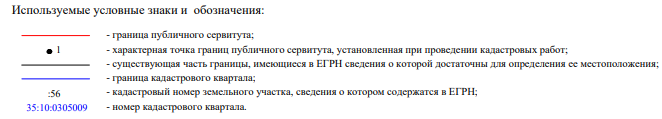 Используемые условные знаки и обозначения:
- граница публичного сервитута;
1 - характерная точка границ публичного сервитута, установленная при проведении кадастровых работ;
- существующая часть границы, имеющиеся в ЕГРН сведения о которой достаточны для определения ее местоположения;
- граница кадастрового квартала;
:56 - кадастровый номер земельного участка, сведения о котором содержатся в ЕГРН;
35:10:0305009 - номер кадастрового квартала.